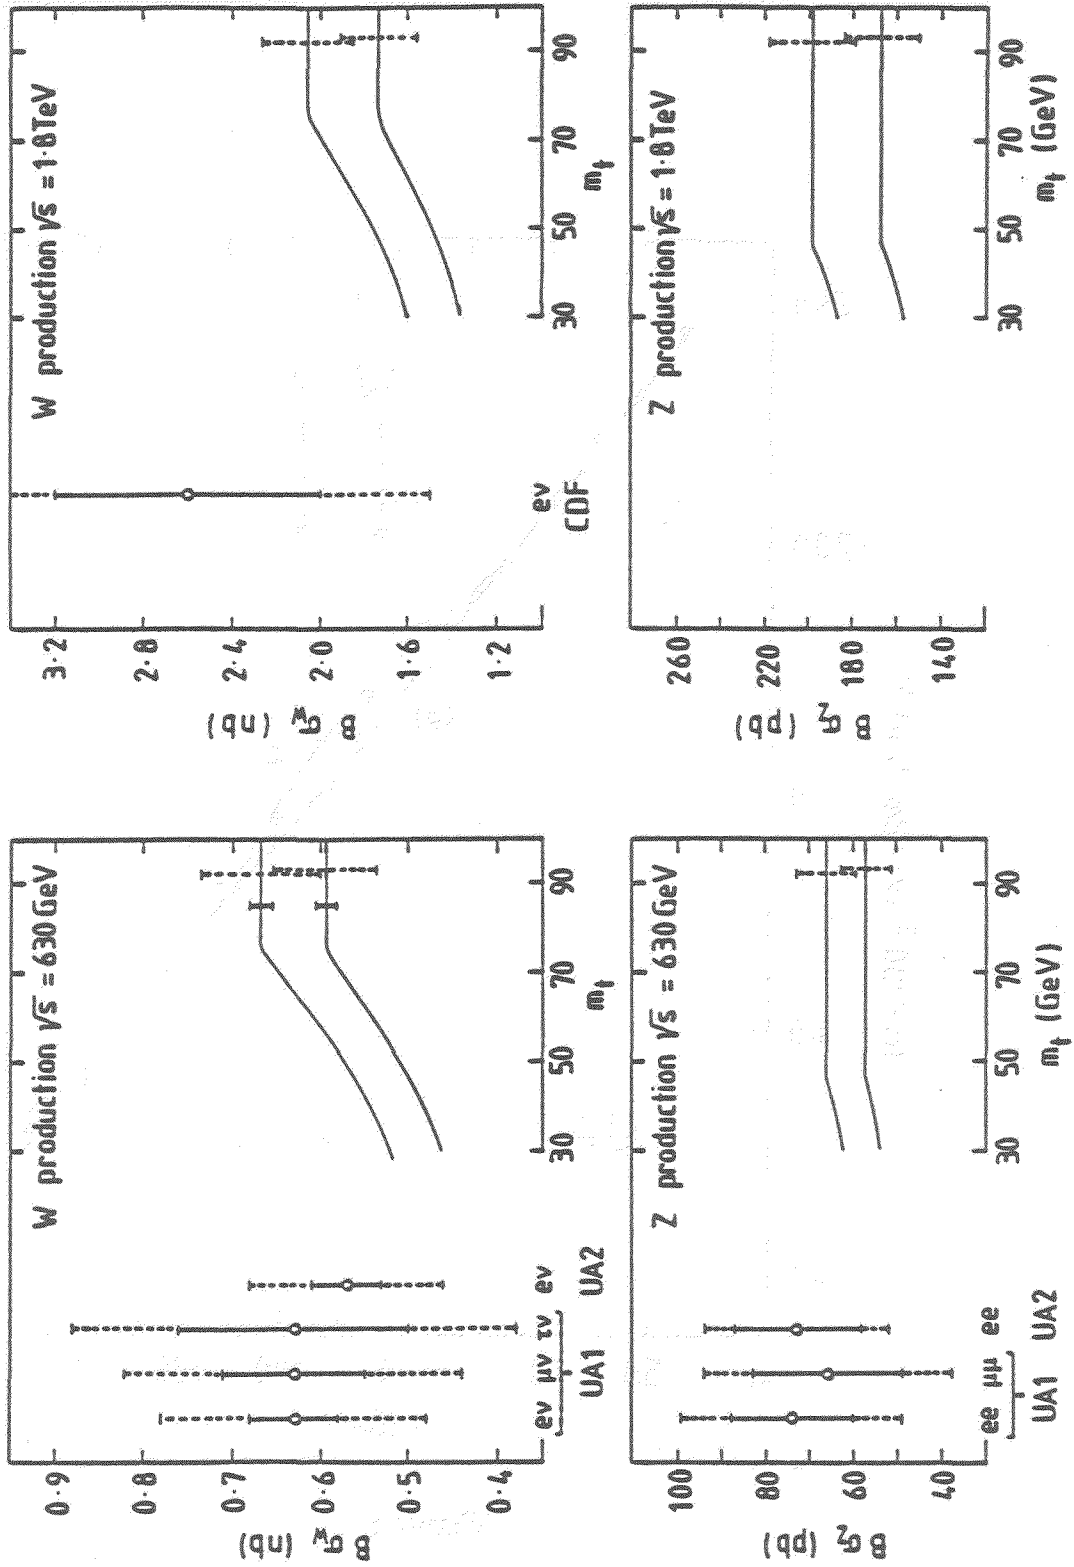 W production √s = 630 GeV
B σW (nb)
0·9
0·8
0·7
0·6
0·5
0·4
eν μν τν eν
UA1 UA2
30 50 70 90
mt
W production √s = 1·8 TeV
B σW (nb)
3·2
2·8
2·4
2·0
1·6
1·2
eν
CDF
30 50 70 90
mt
Z production √s = 630 GeV
B σZ (pb)
100
80
60
40
ee μμ ee
UA1 UA2
30 50 70 90
mt (GeV)
Z production √s = 1·8 TeV
B σZ (pb)
260
220
180
140
30 50 70 90
mt (GeV)